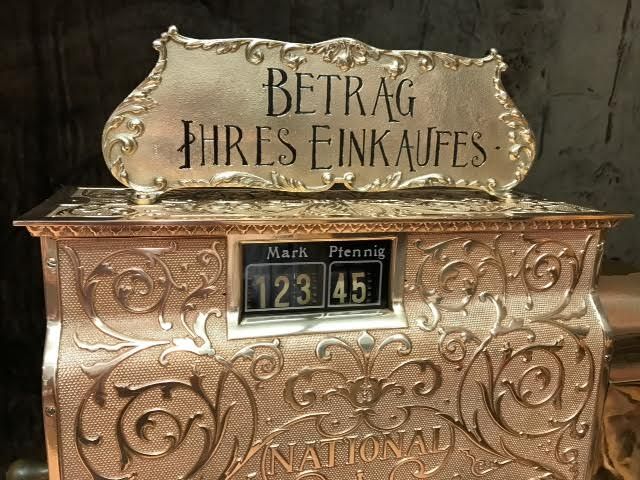 BETRAG
IHRES EINKAUFES.
Mark Pfennig
123 45
NATIONAL